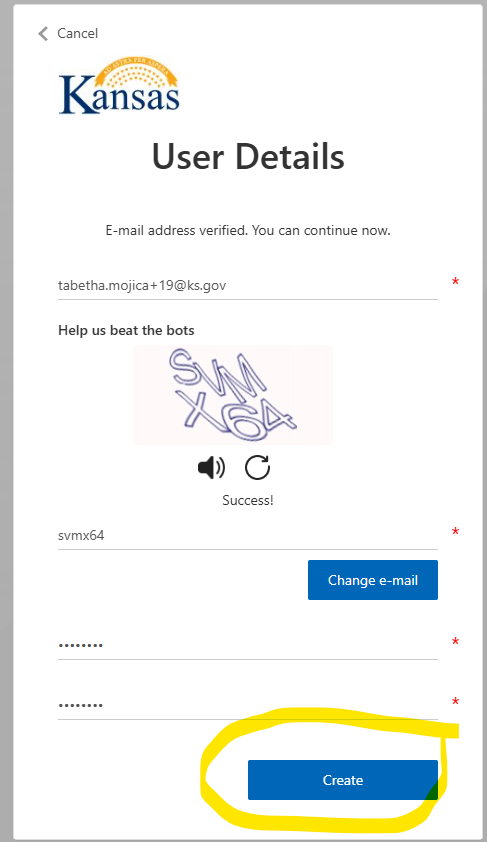 Cancel
AD ASTRA PER ASPERA
Kansas
User Details
E-mail address verified. You can continue now.
tabetha.mojica+19@ks.gov
*
Help us beat the bots
SVM
X64
Success!
svmx64
*
Change e-mail
••••••••
*
••••••••
*
Create